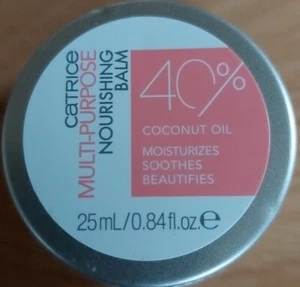 CATRICE
MULTI-PURPOSE
NOURISHING
BALM
40%
COCONUT OIL
MOISTURIZES
SOOTHES
BEAUTIFIES
25mL/0.84fl.oz.℮